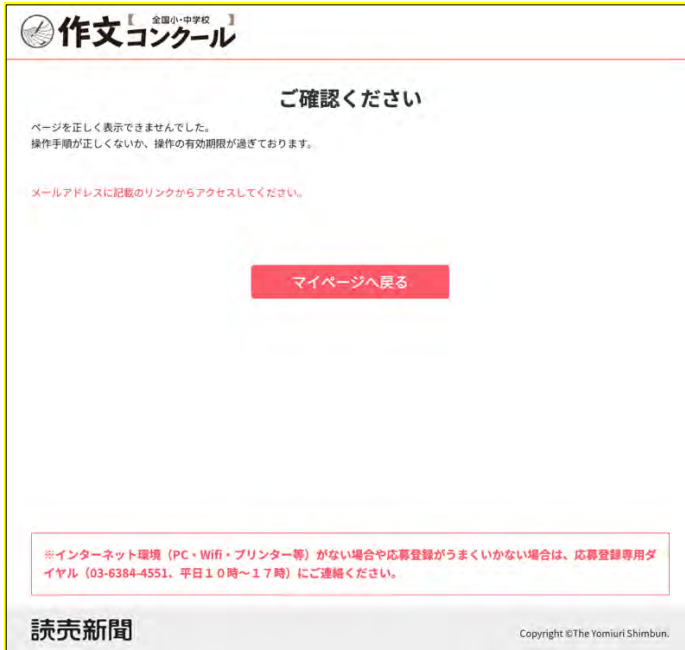 作文【全国小・中学校】コンクール
ご確認ください
ページを正しく表示できませんでした。
操作手順が正しくないか、操作の有効期限が過ぎております。
メールアドレスに記載のリンクからアクセスしてください。
マイページへ戻る
※インターネット環境（PC・Wifi・プリンター等）がない場合や応募登録がうまくいかない場合は、応募登録専用ダ
イヤル（03-6384-4551、平日１０時～１７時）にご連絡ください。
読売新聞
Copyright ©The Yomiuri Shimbun.